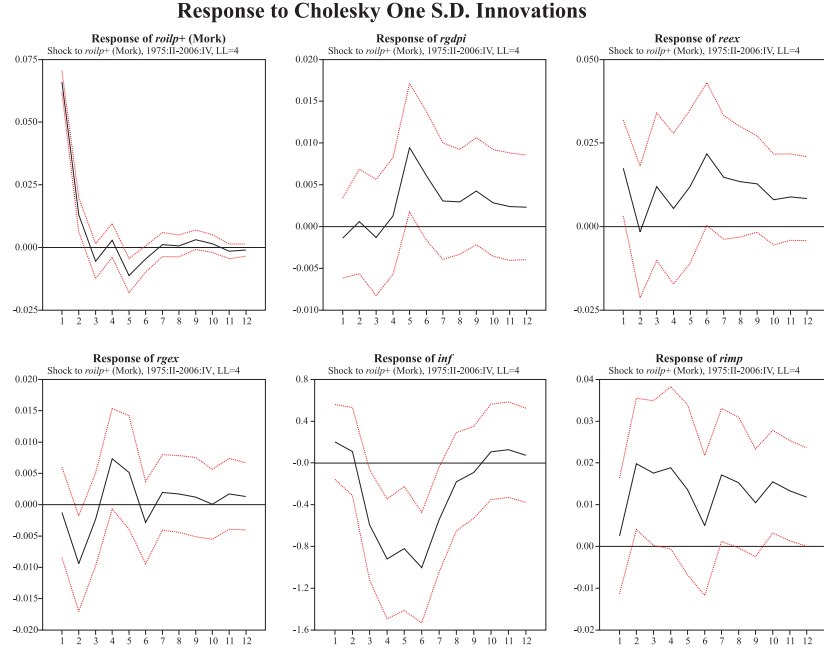 Response to Cholesky One S.D. Innovations
Response of roilp+ (Mork)
Shock to roilp+ (Mork), 1975:II-2006:IV, LL=4
0.075
0.050
0.025
0.000
-0.025
1 2 3 4 5 6 7 8 9 10 11 12
Response of rgdpi
Shock to roilp+ (Mork), 1975:II-2006:IV, LL=4
0.020
0.015
0.010
0.005
0.000
-0.005
-0.010
1 2 3 4 5 6 7 8 9 10 11 12
Response of reex
Shock to roilp+ (Mork), 1975:II-2006:IV, LL=4
0.050
0.025
0.000
-0.025
1 2 3 4 5 6 7 8 9 10 11 12
Response of rgex
Shock to roilp+ (Mork), 1975:II-2006:IV, LL=4
0.020
0.015
0.010
0.005
0.000
-0.005
-0.010
-0.015
-0.020
1 2 3 4 5 6 7 8 9 10 11 12
Response of inf
Shock to roilp+ (Mork), 1975:II-2006:IV, LL=4
0.8
0.4
-0.0
-0.4
-0.8
-1.2
-1.6
1 2 3 4 5 6 7 8 9 10 11 12
Response of rimp
Shock to roilp+ (Mork), 1975:II-2006:IV, LL=4
0.04
0.03
0.02
0.01
0.00
-0.01
-0.02
1 2 3 4 5 6 7 8 9 10 11 12